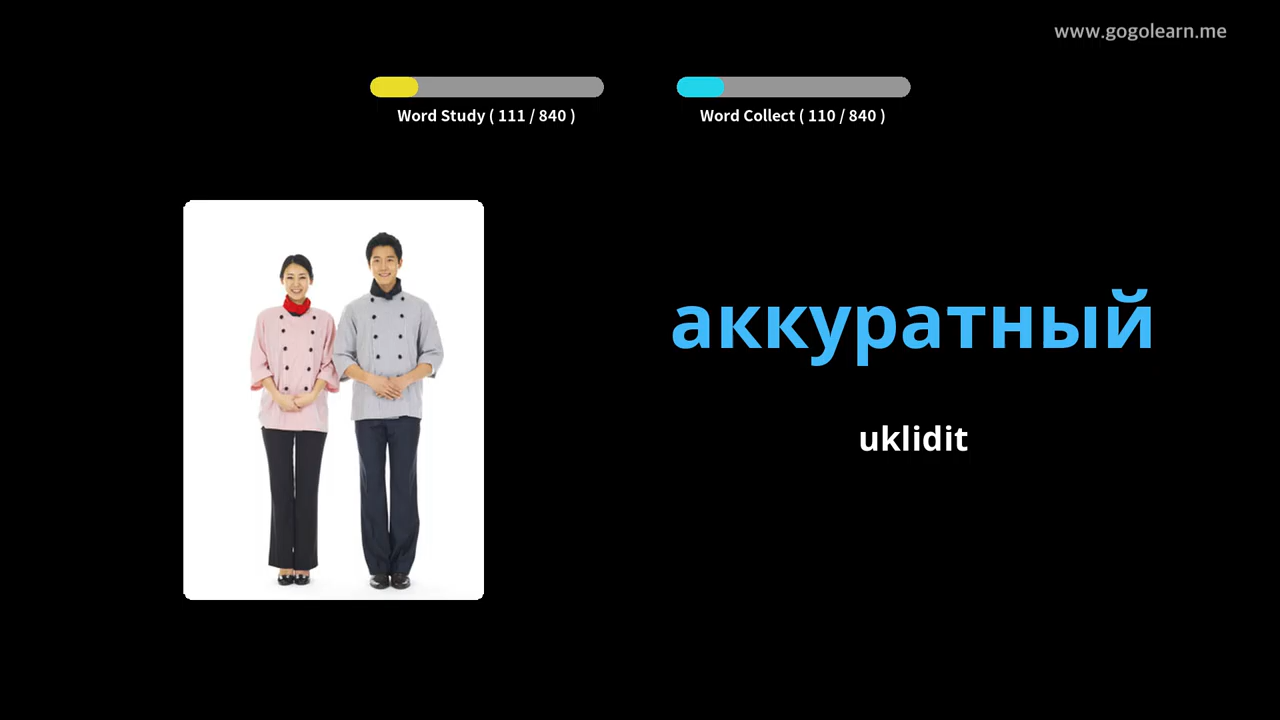 www.gogolearn.me
Word Study ( 111 / 840 )
Word Collect ( 110 / 840 )
аккуратный
uklidit